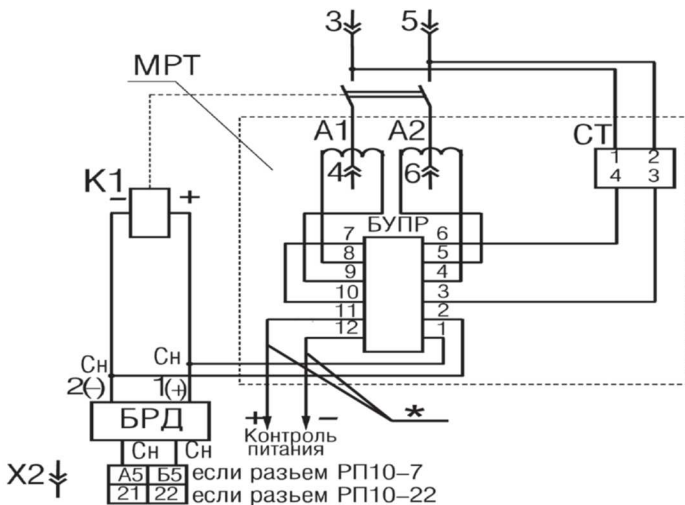 3 5
МРТ
А1 А2 СТ
1 2
4 6 4 3
К1 - +
БУПР
7 6
8 5
9 4
10 3
11 2
12 1
Сн Сн
2(-) 1(+)
БРД
+ - *
Контроль
питания
Сн Сн
Х2 А5 Б5 если разьем РП10-7
21 22 если разьем РП10-22